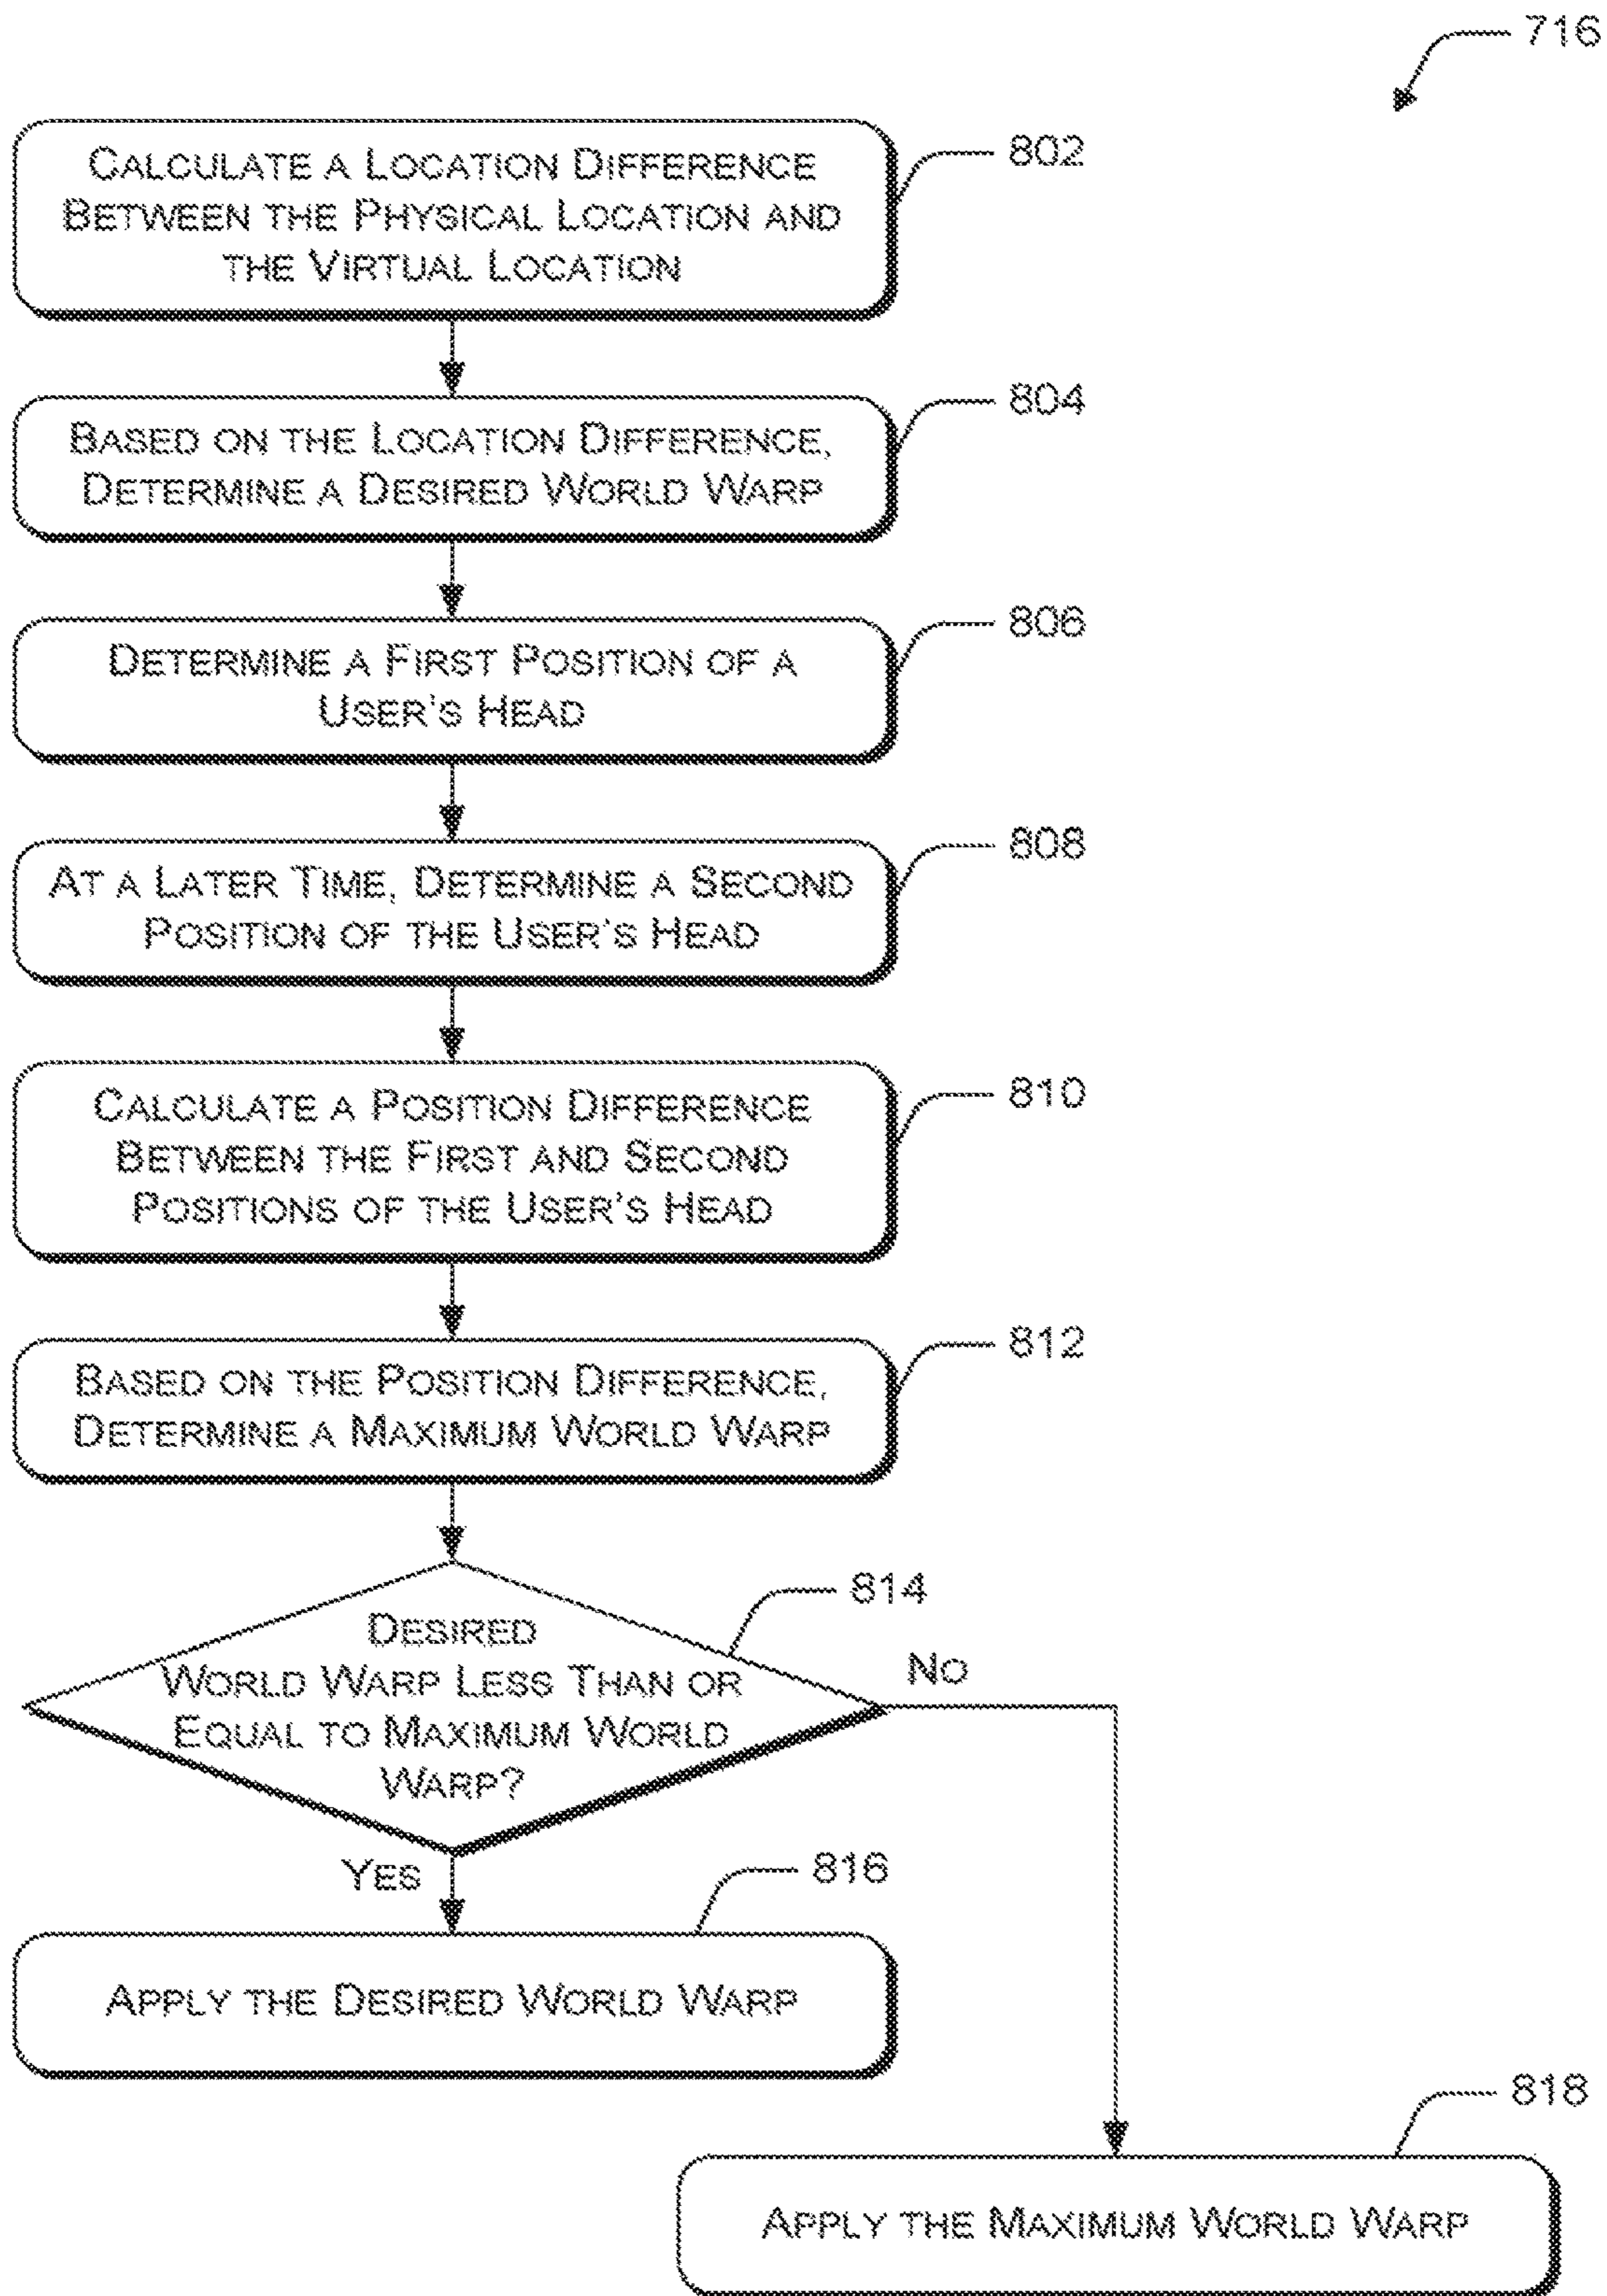 716
CALCULATE A LOCATION DIFFERENCE
BETWEEN THE PHYSICAL LOCATION AND
THE VIRTUAL LOCATION
802
BASED ON THE LOCATION DIFFERENCE,
DETERMINE A DESIRED WORLD WARP
804
DETERMINE A FIRST POSITION OF A
USER'S HEAD
806
AT A LATER TIME, DETERMINE A SECOND
POSITION OF THE USER'S HEAD
808
CALCULATE A POSITION DIFFERENCE
BETWEEN THE FIRST AND SECOND
POSITIONS OF THE USER'S HEAD
810
BASED ON THE POSITION DIFFERENCE,
DETERMINE A MAXIMUM WORLD WARP
812
DESIRED
WORLD WARP LESS THAN OR
EQUAL TO MAXIMUM WORLD
WARP?
814
NO
YES
816
APPLY THE DESIRED WORLD WARP
818
APPLY THE MAXIMUM WORLD WARP